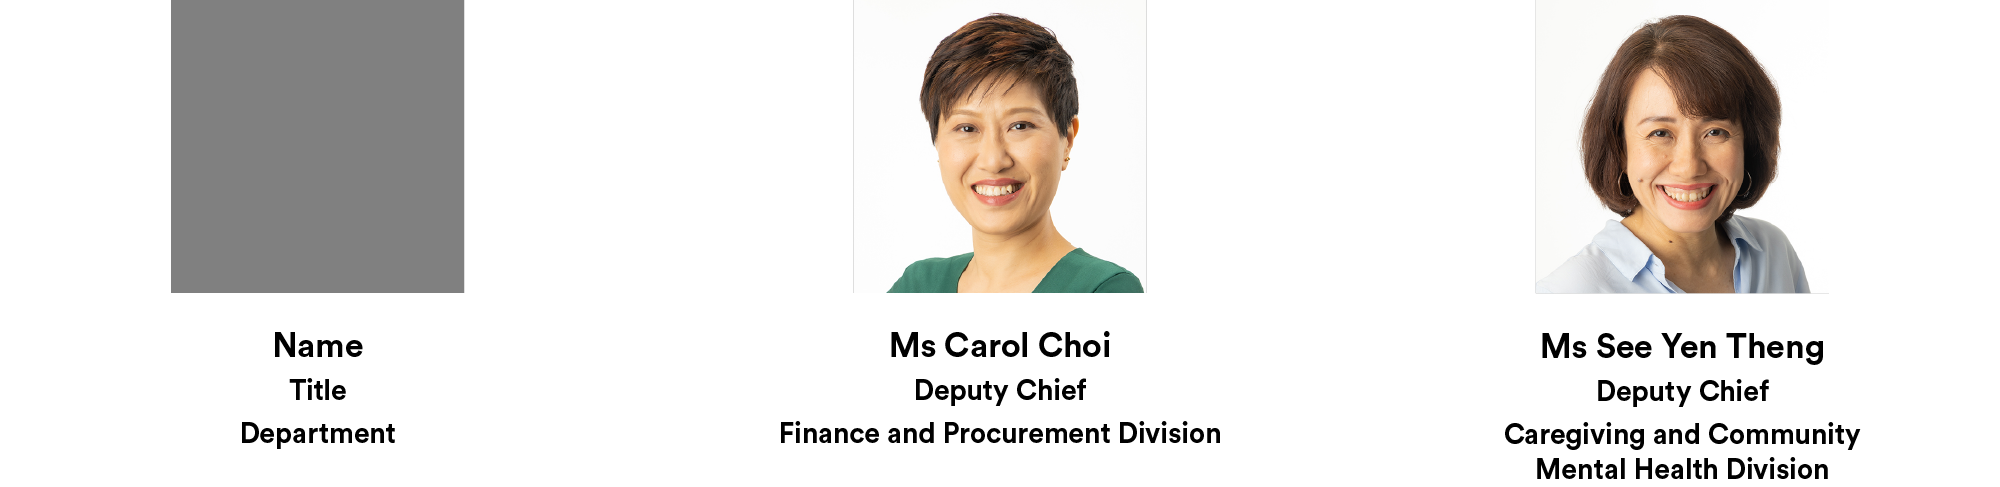 Name
Title
Department
Ms Carol Choi
Deputy Chief
Finance and Procurement Division
Ms See Yen Theng
Deputy Chief
Caregiving and Community
Mental Health Division